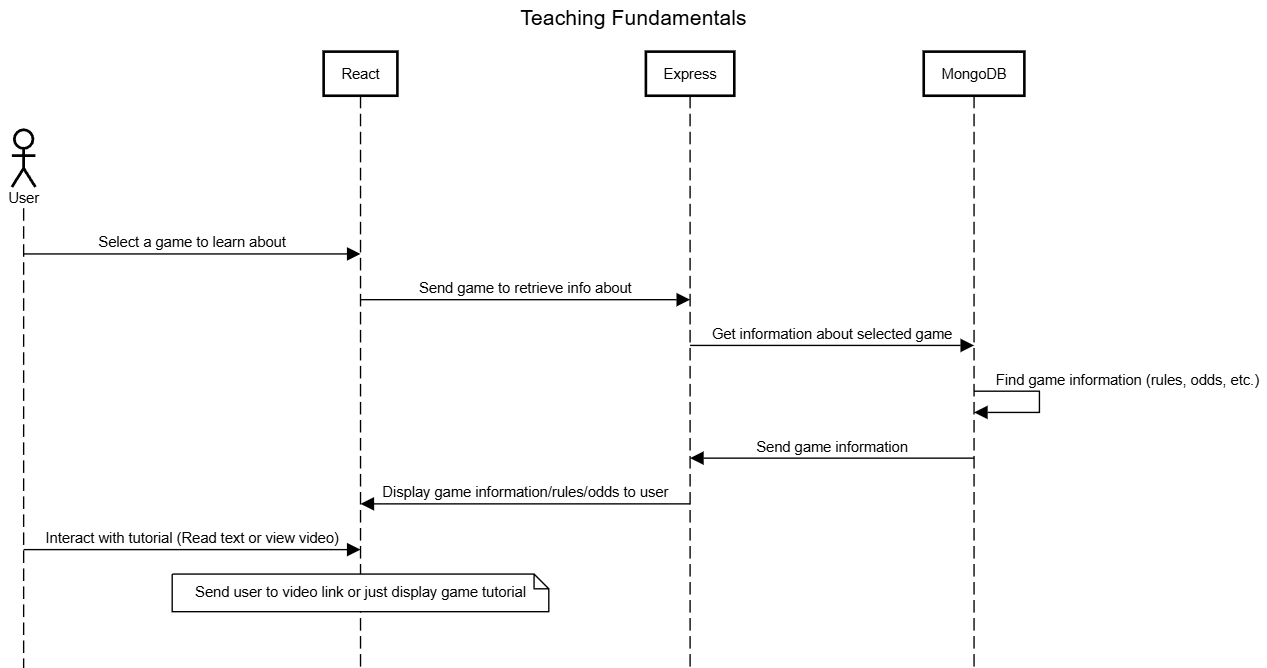 Teaching Fundamentals
React
Express
MongoDB
User
Select a game to learn about
Send game to retrieve info about
Get information about selected game
Find game information (rules, odds, etc.)
Send game information
Display game information/rules/odds to user
Interact with tutorial (Read text or view video)
Send user to video link or just display game tutorial